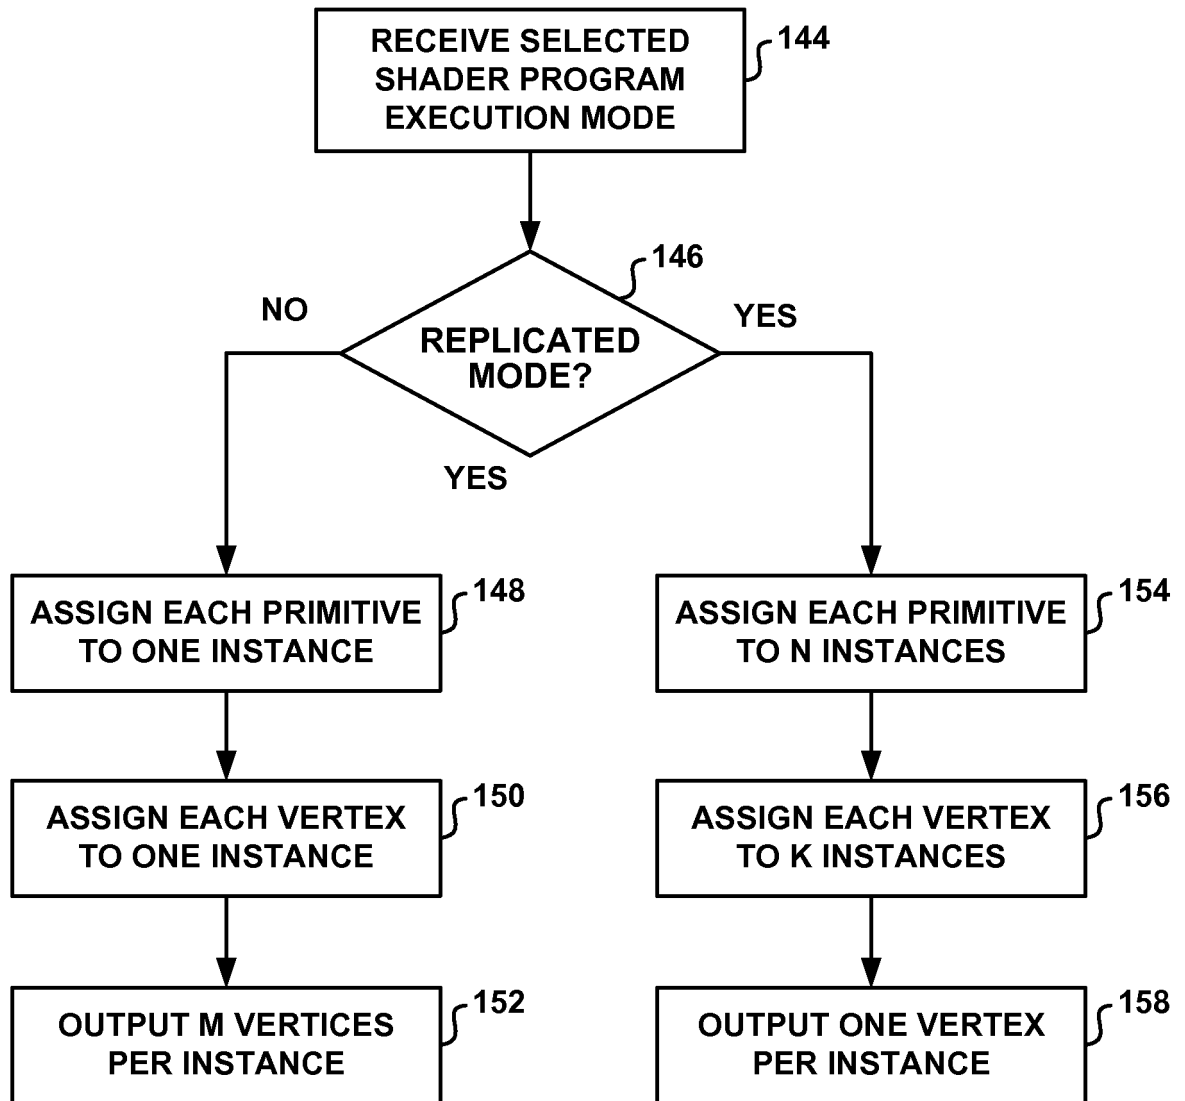 RECEIVE SELECTED
SHADER PROGRAM
EXECUTION MODE
144
146
NO
YES
REPLICATED
MODE?
YES
ASSIGN EACH PRIMITIVE
TO ONE INSTANCE
148
ASSIGN EACH PRIMITIVE
TO N INSTANCES
154
ASSIGN EACH VERTEX
TO ONE INSTANCE
150
ASSIGN EACH VERTEX
TO K INSTANCES
156
OUTPUT M VERTICES
PER INSTANCE
152
OUTPUT ONE VERTEX
PER INSTANCE
158